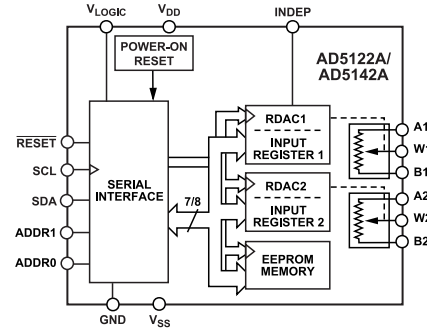 VLOGIC
VDD
INDEP
POWER-ON
RESET
AD5122A/
AD5142A
RDAC1
INPUT
REGISTER 1
A1
W1
B1
RESET
SCL
SDA
ADDR1
ADDR0
SERIAL
INTERFACE
7/8
RDAC2
INPUT
REGISTER 2
A2
W2
B2
EEPROM
MEMORY
GND
VSS